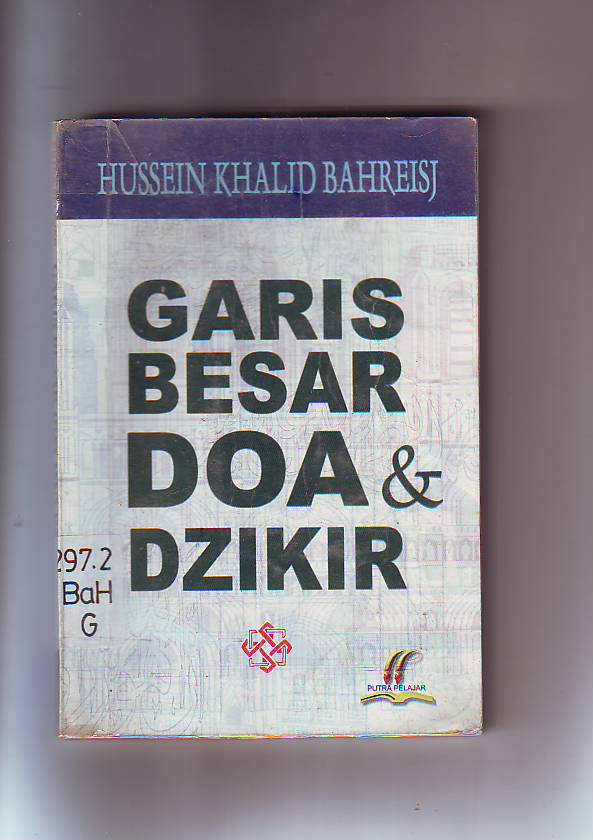 HUSSEIN KHALID BAHREISJ
GARIS
BESAR
DOA &
DZIKIR
297.2
BaH
G
PUTRA PELAJAR